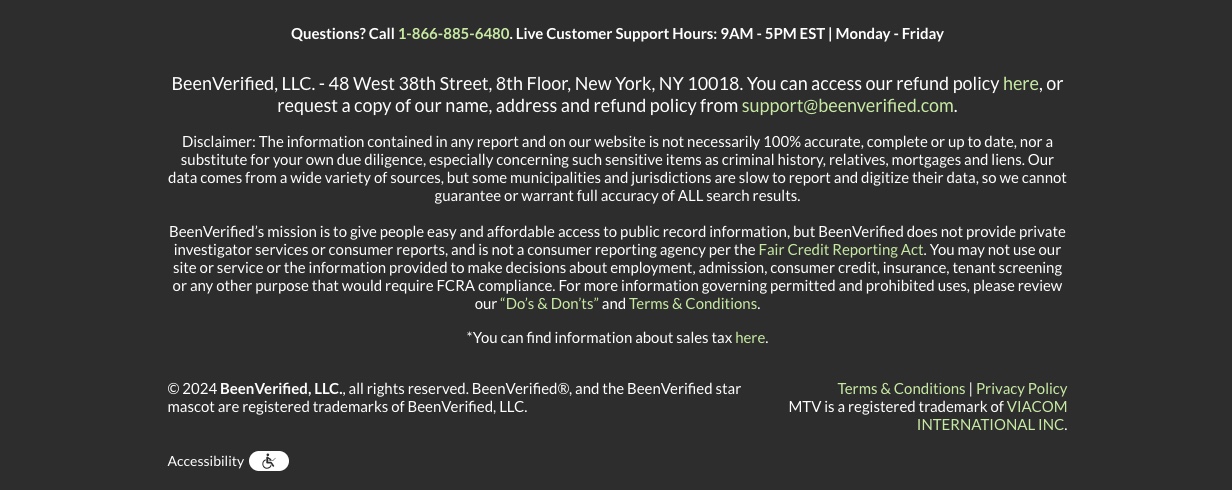 Questions? Call 1-866-885-6480. Live Customer Support Hours: 9AM - 5PM EST | Monday - Friday
BeenVerified, LLC. - 48 West 38th Street, 8th Floor, New York, NY 10018. You can access our refund policy here, or
request a copy of our name, address and refund policy from support@beenverified.com.
Disclaimer: The information contained in any report and on our website is not necessarily 100% accurate, complete or up to date, nor a
substitute for your own due diligence, especially concerning such sensitive items as criminal history, relatives, mortgages and liens. Our
data comes from a wide variety of sources, but some municipalities and jurisdictions are slow to report and digitize their data, so we cannot
guarantee or warrant full accuracy of ALL search results.
BeenVerified’s mission is to give people easy and affordable access to public record information, but BeenVerified does not provide private
investigator services or consumer reports, and is not a consumer reporting agency per the Fair Credit Reporting Act. You may not use our
site or service or the information provided to make decisions about employment, admission, consumer credit, insurance, tenant screening
or any other purpose that would require FCRA compliance. For more information governing permitted and prohibited uses, please review
our “Do’s & Don’ts” and Terms & Conditions.
*You can find information about sales tax here.
© 2024 BeenVerified, LLC., all rights reserved. BeenVerified®, and the BeenVerified star
mascot are registered trademarks of BeenVerified, LLC.
Terms & Conditions | Privacy Policy
MTV is a registered trademark of VIACOM
INTERNATIONAL INC.
Accessibility